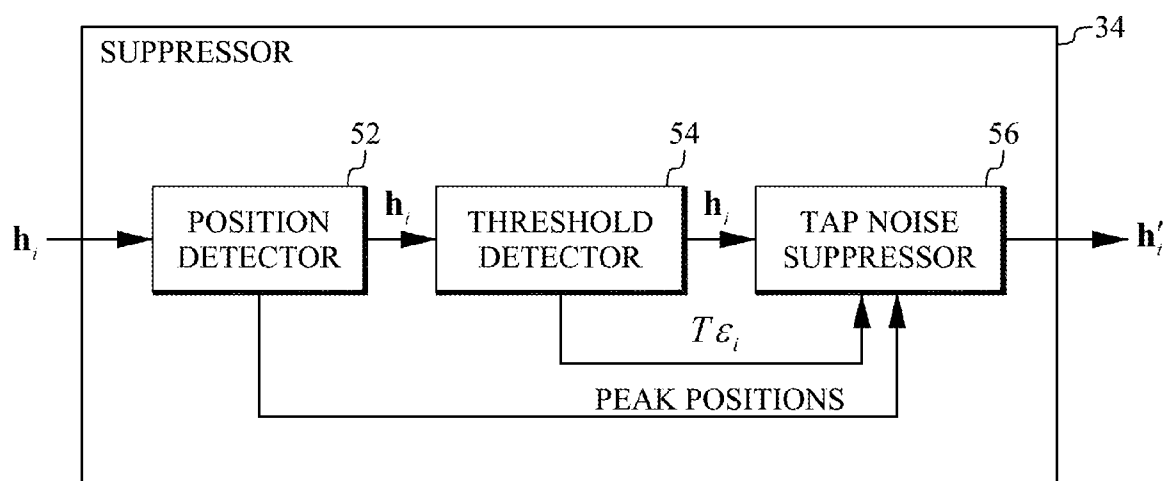 SUPPRESSOR
34
52
54
56
h_i
POSITION
DETECTOR
h_i
THRESHOLD
DETECTOR
h_i
TAP NOISE
SUPPRESSOR
h'_i
Tε_i
PEAK POSITIONS